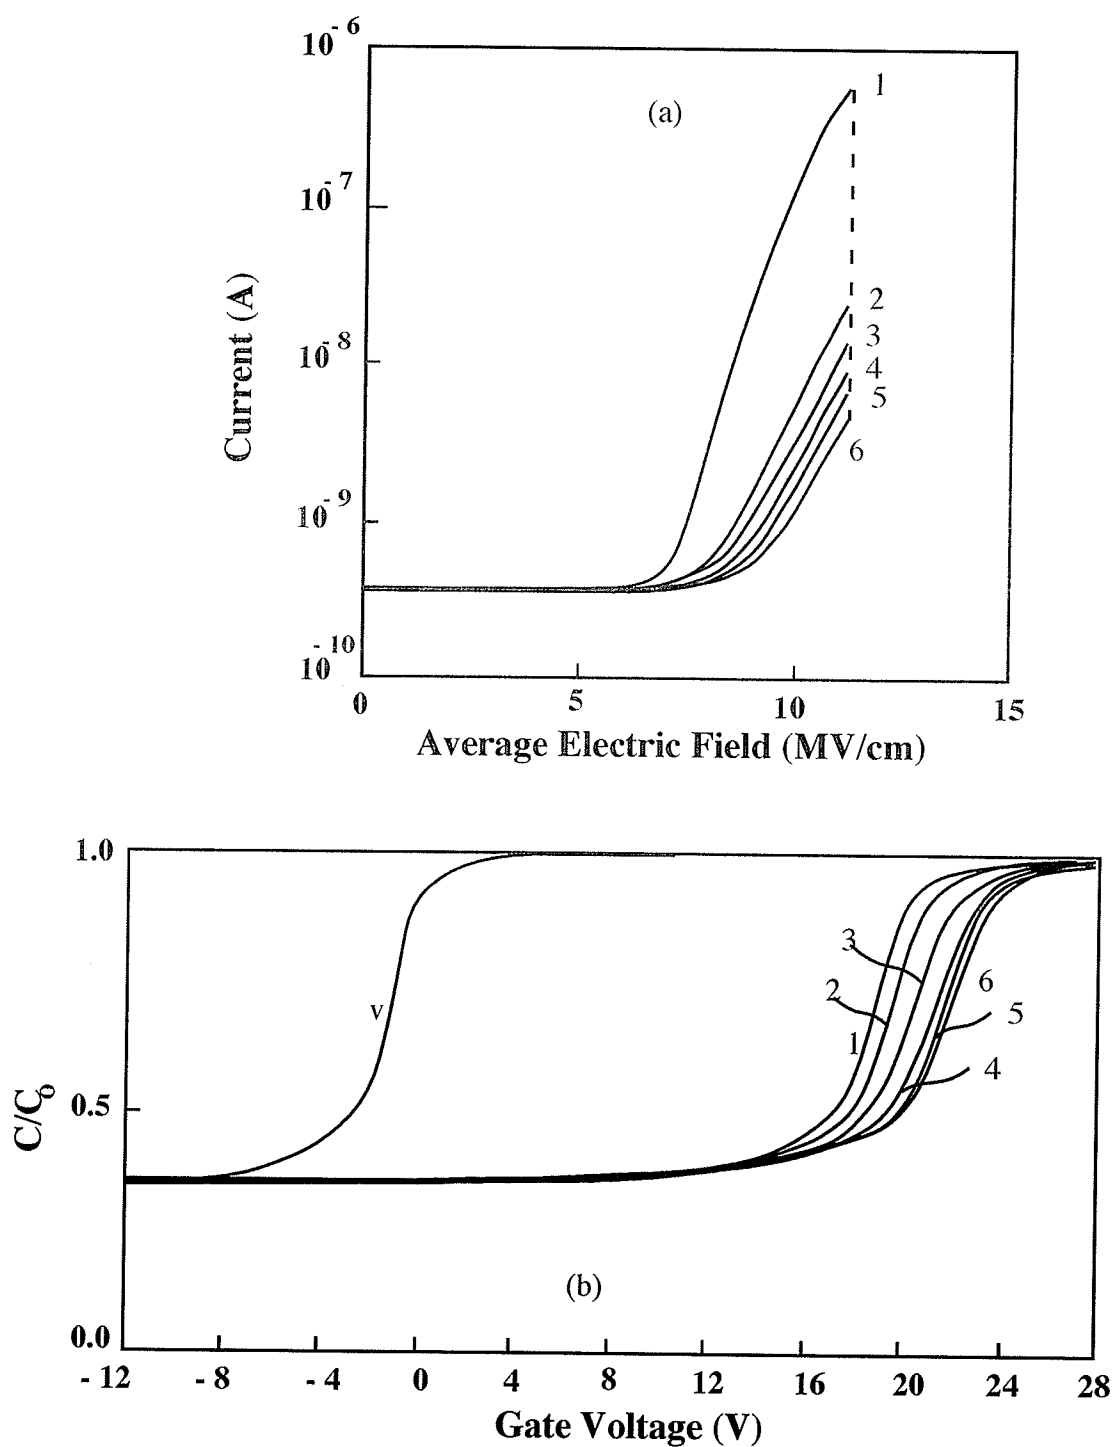 10^-6
(a)
1
10^-7
2
3
10^-8
4
5
6
10^-9
10^-10
0 5 10 15
Current (A)
Average Electric Field (MV/cm)
1.0
3
6
v
2
5
1
4
0.5
C/C₀
(b)
0.0
- 12 - 8 - 4 0 4 8 12 16 20 24 28
Gate Voltage (V)